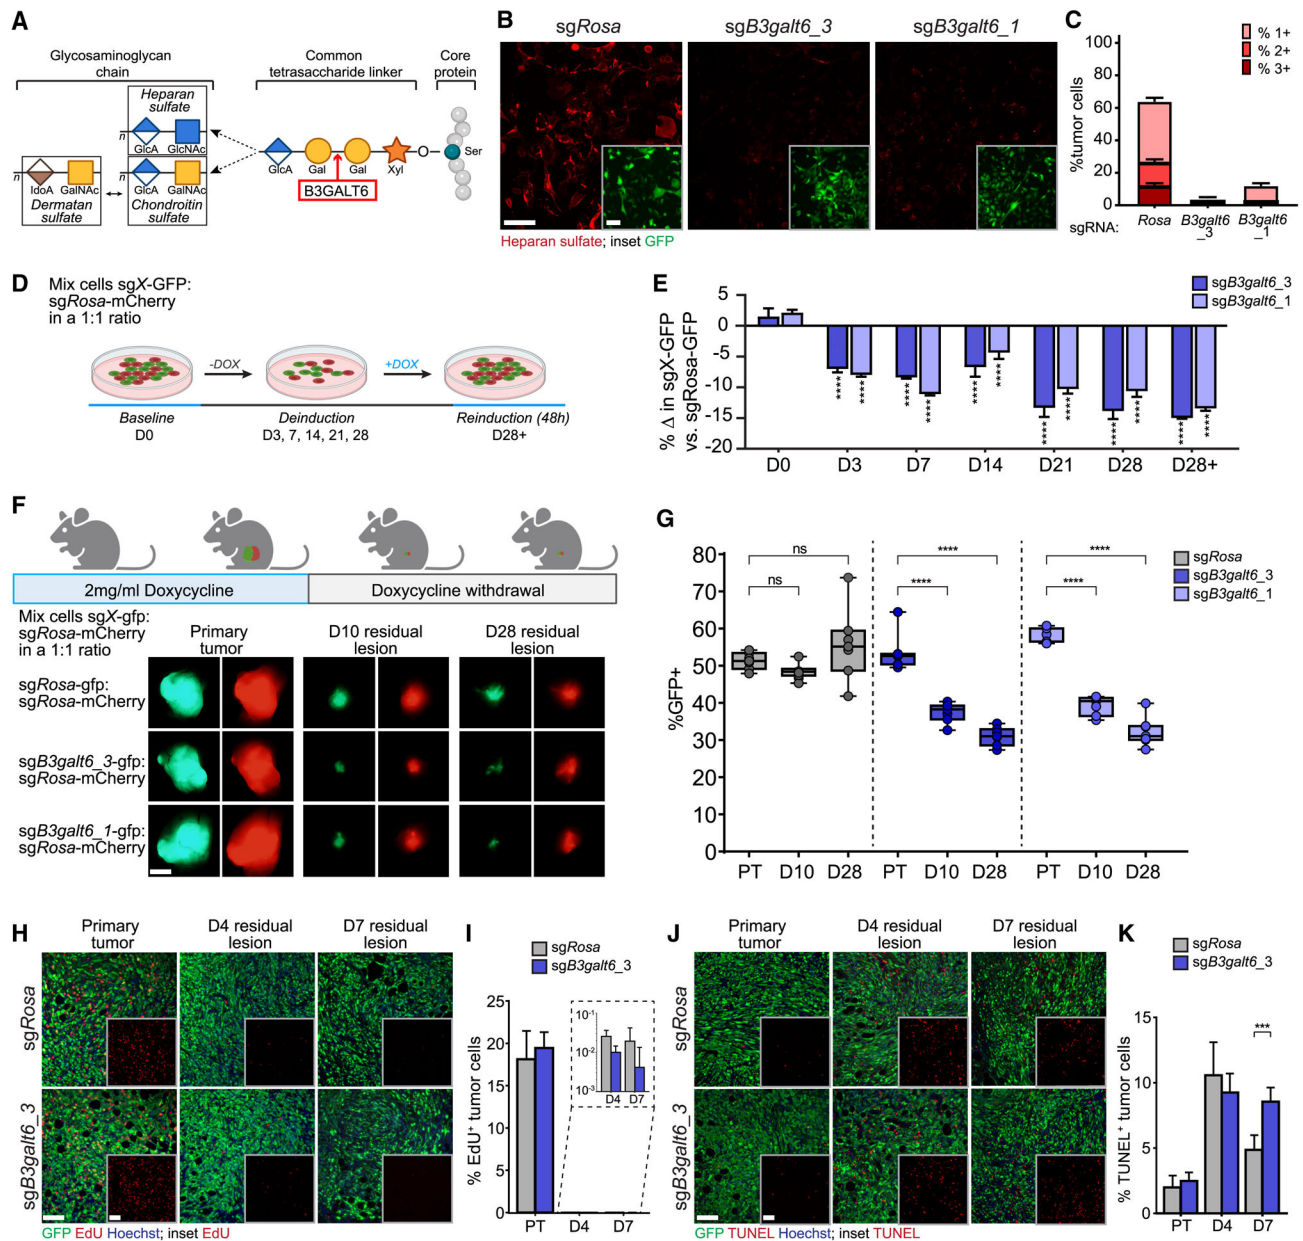 A
Glycosaminoglycan
chain
Common
tetrasaccharide linker
Core
protein
Heparan
sulfate
n
GlcA
GlcNAc
n
IdoA
GalNAc
Dermatan
sulfate
n
GlcA
GalNAc
Chondroitin
sulfate
GlcA
Gal
Gal
Xyl
O
Ser
B3GALT6
B
sgRosa
sgB3galt6_3
sgB3galt6_1
Heparan sulfate; inset GFP
C
% 1+
% 2+
% 3+
%tumor cells
100
80
60
40
20
0
sgRNA:
Rosa
B3galt6
_3
B3galt6
_1
D
Mix cells sgX-GFP:
sgRosa-mCherry
in a 1:1 ratio
-DOX
+DOX
Baseline
D0
Deinduction
D3, 7, 14, 21, 28
Reinduction (48h)
D28+
E
sgB3galt6_3
sgB3galt6_1
% Δ in sgX-GFP
vs. sgRosa-GFP
5
0
-5
-10
-15
-20
**** **** **** **** **** **** **** **** **** **** **** ****
D0 D3 D7 D14 D21 D28 D28+
F
2mg/ml Doxycycline
Doxycycline withdrawal
Mix cells sgX-gfp:
sgRosa-mCherry
in a 1:1 ratio
Primary
tumor
D10 residual
lesion
D28 residual
lesion
sgRosa-gfp:
sgRosa-mCherry
sgB3galt6_3-gfp:
sgRosa-mCherry
sgB3galt6_1-gfp:
sgRosa-mCherry
G
sgRosa
sgB3galt6_3
sgB3galt6_1
%GFP+
80
70
60
50
40
30
20
10
0
ns
ns
****
****
****
****
PT D10 D28 PT D10 D28 PT D10 D28
H
Primary
tumor
D4 residual
lesion
D7 residual
lesion
sgRosa
sgB3galt6_3
GFP EdU Hoechst; inset EdU
I
sgRosa
sgB3galt6_3
% EdU+ tumor cells
25
20
15
10
5
0
10-1
10-2
10-3
D4 D7
PT D4 D7
J
Primary
tumor
D4 residual
lesion
D7 residual
lesion
sgRosa
sgB3galt6_3
GFP TUNEL Hoechst; inset TUNEL
K
sgRosa
sgB3galt6_3
% TUNEL+ tumor cells
15
10
5
0
***
PT D4 D7